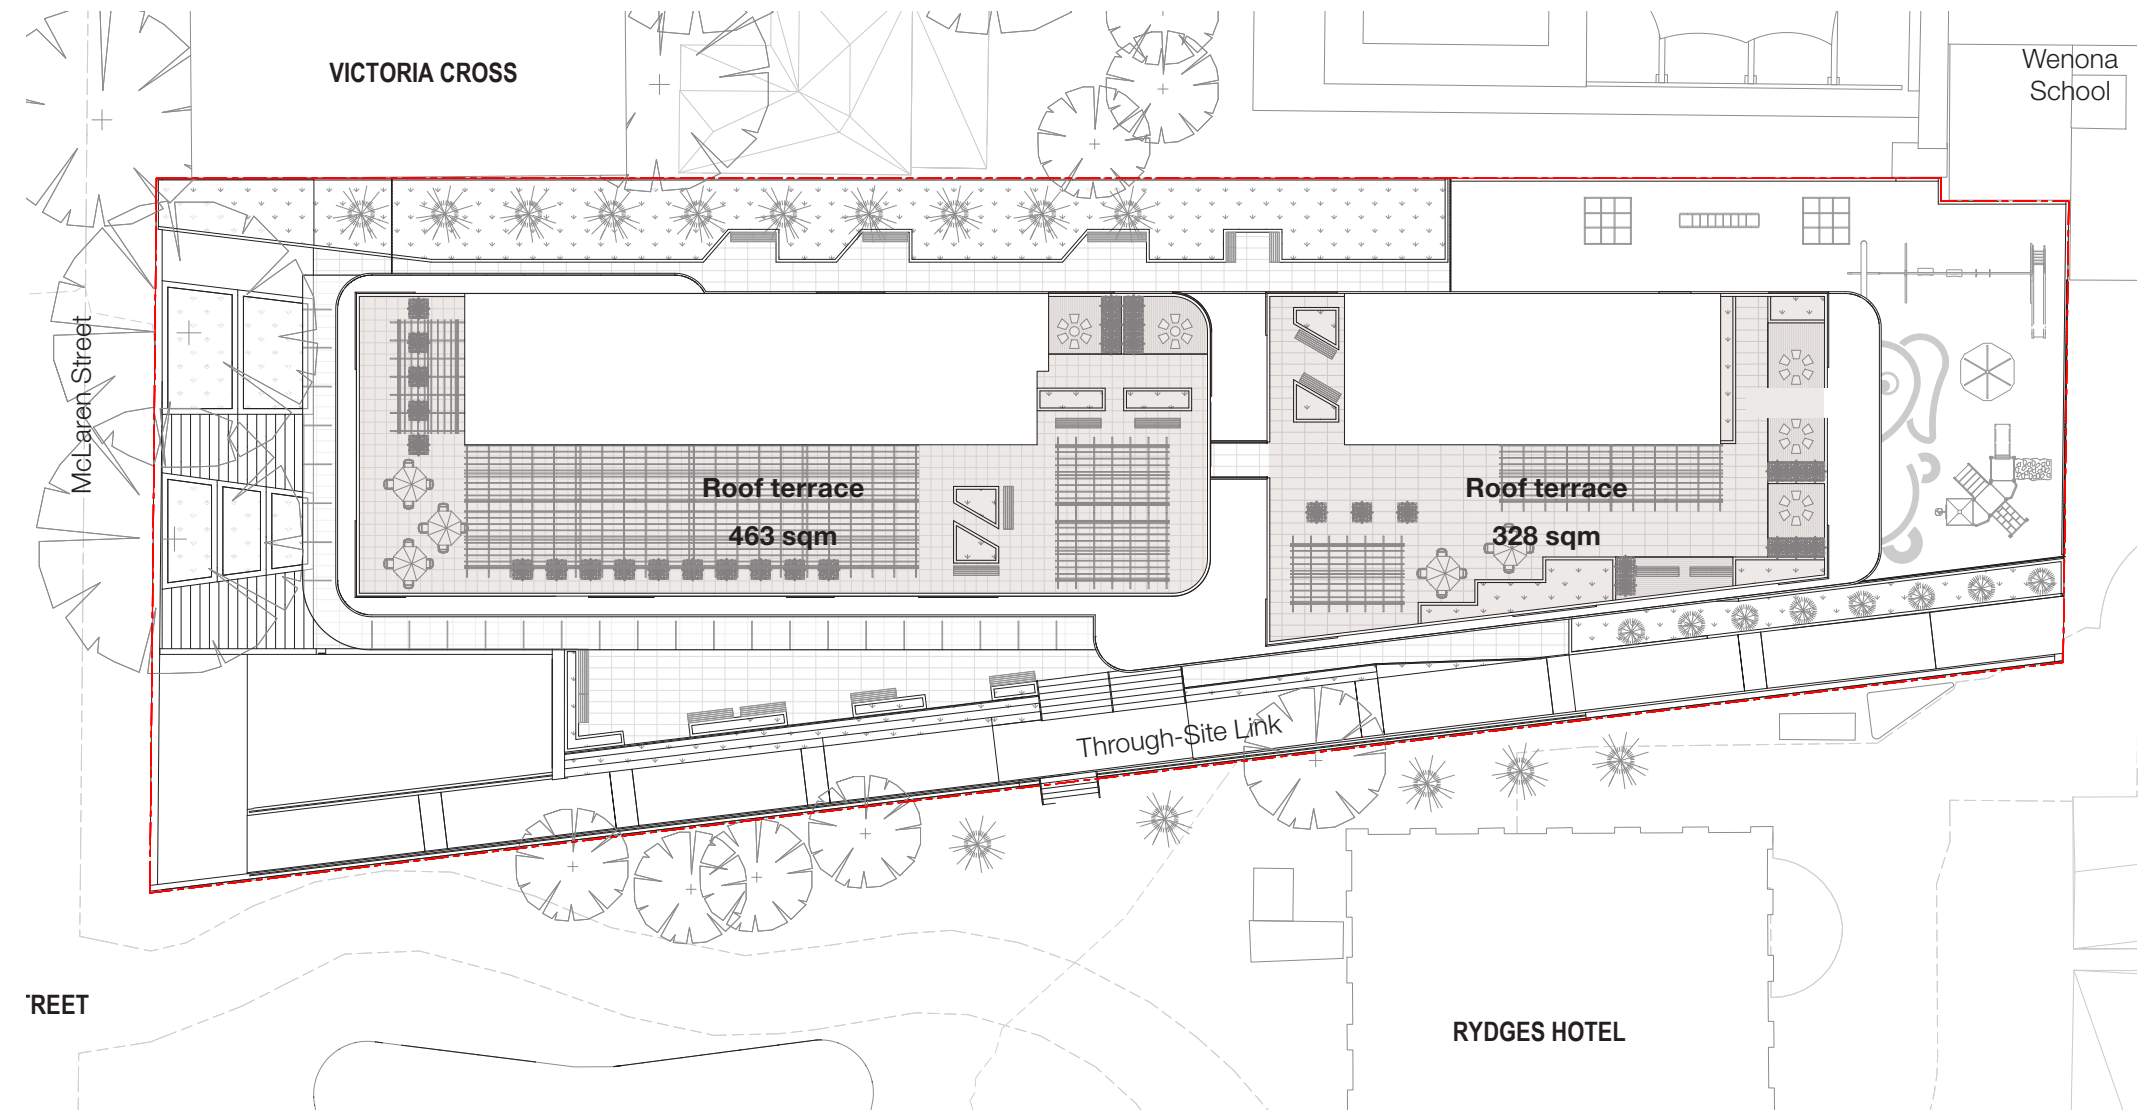 VICTORIA CROSS
Wenona
School
McLaren Street
Roof terrace
463 sqm
Roof terrace
328 sqm
Through-Site Link
'REET
RYDGES HOTEL